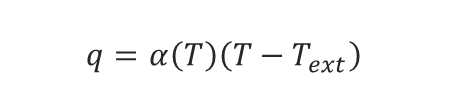 q = α(T)(T − T_ext)